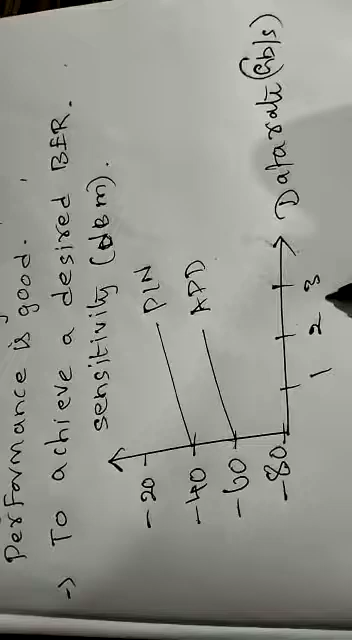 Performance is good.
-> To achieve a desired BER.
sensitivity (dBm).
-20
PIN
-40
APD
-60
-80
1 2 3
Data rate (Gb/s)